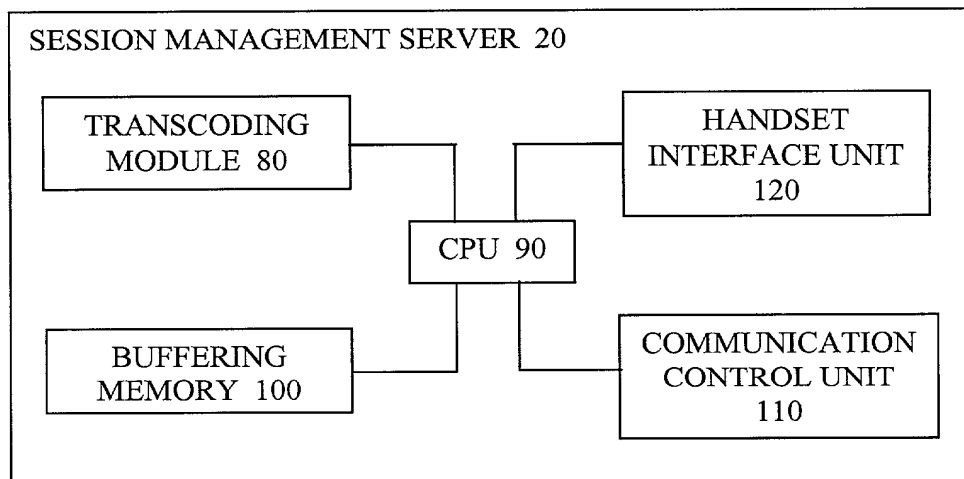 SESSION MANAGEMENT SERVER 20
TRANSCODING
MODULE 80
HANDSET
INTERFACE UNIT
120
CPU 90
BUFFERING
MEMORY 100
COMMUNICATION
CONTROL UNIT
110